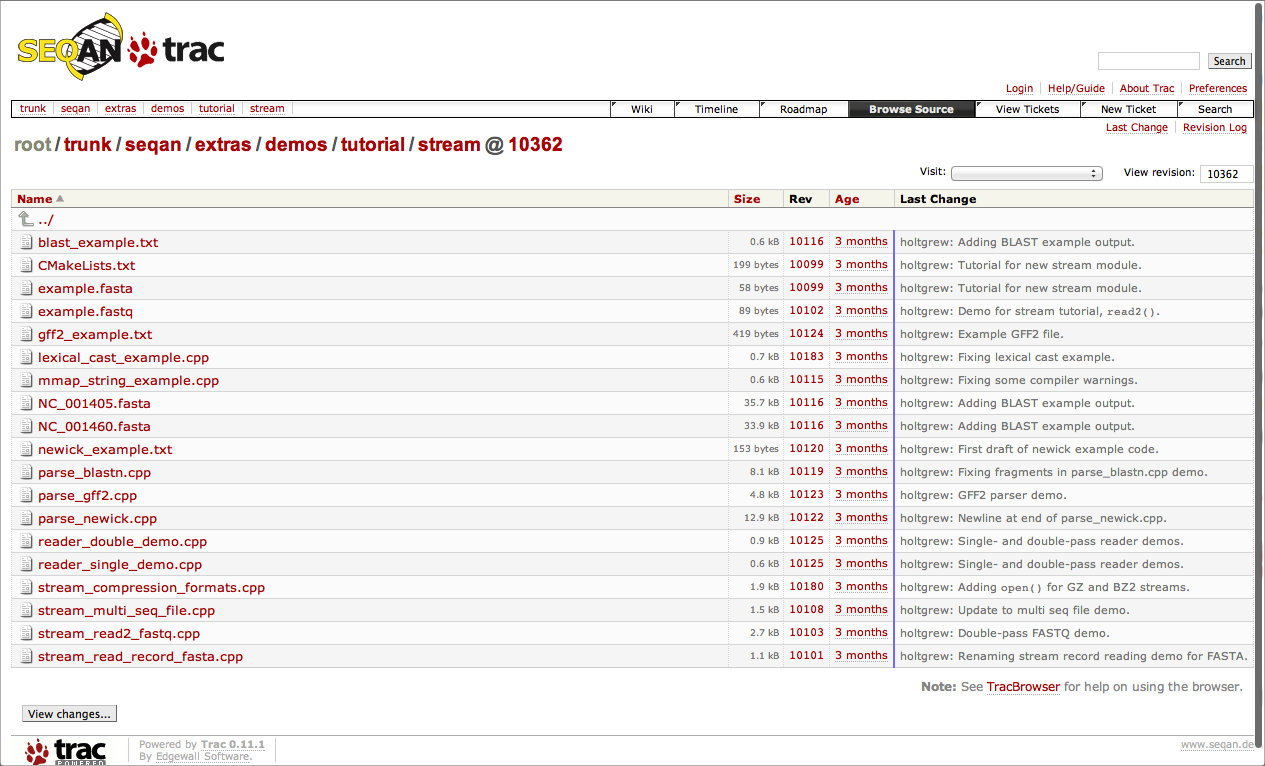 SEQAN trac
Search
Login Help/Guide About Trac Preferences
trunk seqan extras demos tutorial stream Wiki Timeline Roadmap Browse Source View Tickets New Ticket Search
Last Change Revision Log
root / trunk / seqan / extras / demos / tutorial / stream @ 10362
Visit: View revision: 10362
Name Size Rev Age Last Change
../
blast_example.txt 0.6 kB 10116 3 months holtgrew: Adding BLAST example output.
CMakeLists.txt 199 bytes 10099 3 months holtgrew: Tutorial for new stream module.
example.fasta 58 bytes 10099 3 months holtgrew: Tutorial for new stream module.
example.fastq 89 bytes 10102 3 months holtgrew: Demo for stream tutorial, read2().
gff2_example.txt 419 bytes 10124 3 months holtgrew: Example GFF2 file.
lexical_cast_example.cpp 0.7 kB 10183 3 months holtgrew: Fixing lexical cast example.
mmap_string_example.cpp 0.6 kB 10115 3 months holtgrew: Fixing some compiler warnings.
NC_001405.fasta 35.7 kB 10116 3 months holtgrew: Adding BLAST example output.
NC_001460.fasta 33.9 kB 10116 3 months holtgrew: Adding BLAST example output.
newick_example.txt 153 bytes 10120 3 months holtgrew: First draft of newick example code.
parse_blastn.cpp 8.1 kB 10119 3 months holtgrew: Fixing fragments in parse_blastn.cpp demo.
parse_gff2.cpp 4.8 kB 10123 3 months holtgrew: GFF2 parser demo.
parse_newick.cpp 12.9 kB 10122 3 months holtgrew: Newline at end of parse_newick.cpp.
reader_double_demo.cpp 0.9 kB 10125 3 months holtgrew: Single- and double-pass reader demos.
reader_single_demo.cpp 0.6 kB 10125 3 months holtgrew: Single- and double-pass reader demos.
stream_compression_formats.cpp 1.9 kB 10180 3 months holtgrew: Adding open() for GZ and BZ2 streams.
stream_multi_seq_file.cpp 1.5 kB 10108 3 months holtgrew: Update to multi seq file demo.
stream_read2_fastq.cpp 2.7 kB 10103 3 months holtgrew: Double-pass FASTQ demo.
stream_read_record_fasta.cpp 1.1 kB 10101 3 months holtgrew: Renaming stream record reading demo for FASTA.
Note: See TracBrowser for help on using the browser.
View changes...
trac POWERED Powered by Trac 0.11.1 www.seqan.de
By Edgewall Software.